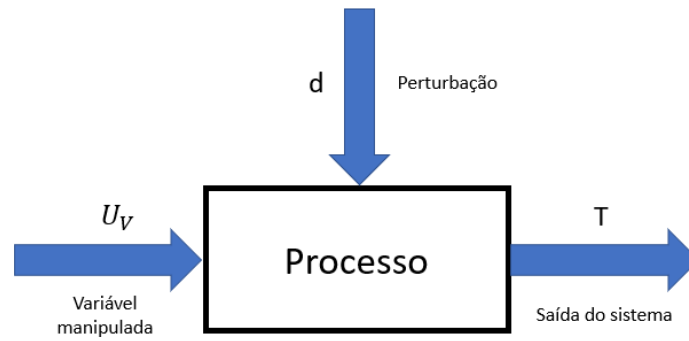 d
Perturbação
U_V
T
Processo
Variável
manipulada
Saída do sistema